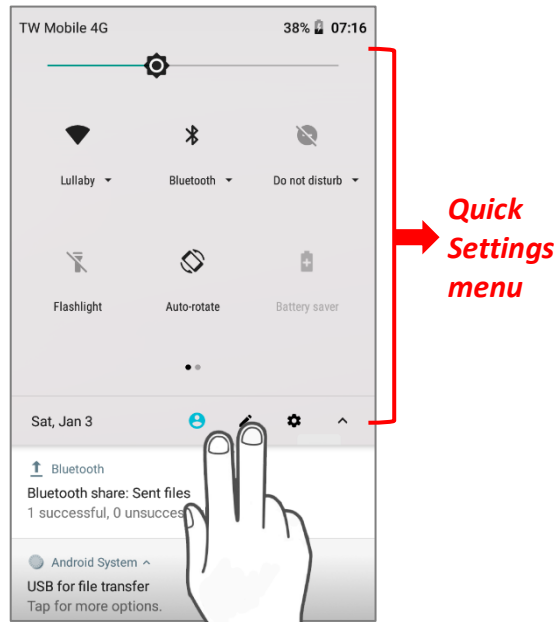 TW Mobile 4G 38% 07:16
Lullaby Bluetooth Do not disturb
Flashlight Auto-rotate Battery saver
Sat, Jan 3
Bluetooth
Bluetooth share: Sent files
1 successful, 0 unsucces
Android System
USB for file transfer
Tap for more options.
Quick
Settings
menu